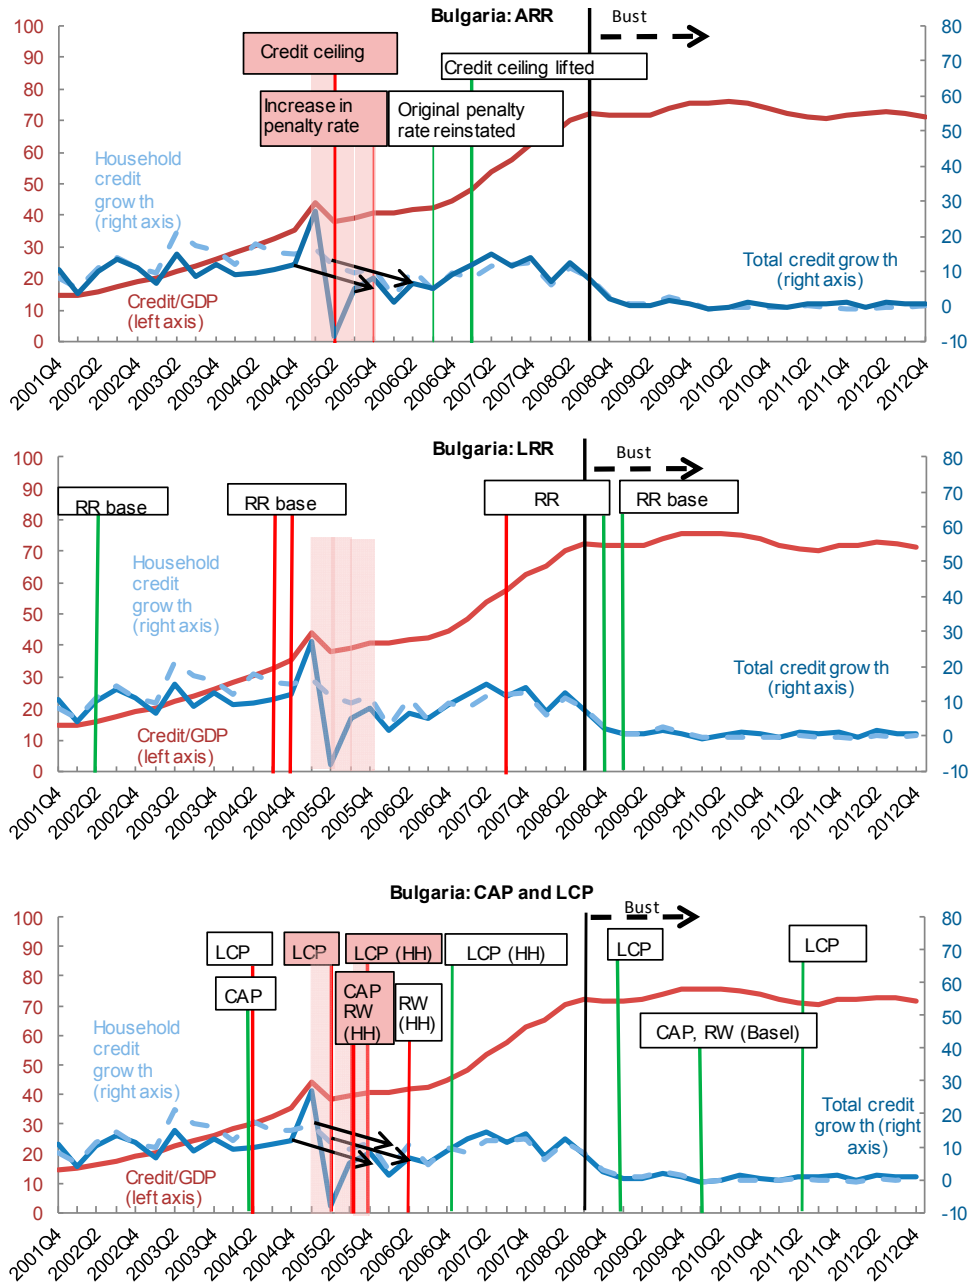 Bulgaria: ARR
Bust
100
90
80
70
60
50
40
30
20
10
0
80
70
60
50
40
30
20
10
0
-10
Credit ceiling
Credit ceiling lifted
Increase in
penalty rate
Original penalty
rate reinstated
Household
credit
grow th
(right axis)
Credit/GDP
(left axis)
Total credit grow th
(right axis)
2001Q4
2002Q2
2002Q4
2003Q2
2003Q4
2004Q2
2004Q4
2005Q2
2005Q4
2006Q2
2006Q4
2007Q2
2007Q4
2008Q2
2008Q4
2009Q2
2009Q4
2010Q2
2010Q4
2011Q2
2011Q4
2012Q2
2012Q4
Bulgaria: LRR
Bust
100
90
80
70
60
50
40
30
20
10
0
80
70
60
50
40
30
20
10
0
-10
RR base
RR base
RR
RR base
Household
credit
grow th
(right axis)
Credit/GDP
(left axis)
Total credit grow th
(right axis)
2001Q4
2002Q2
2002Q4
2003Q2
2003Q4
2004Q2
2004Q4
2005Q2
2005Q4
2006Q2
2006Q4
2007Q2
2007Q4
2008Q2
2008Q4
2009Q2
2009Q4
2010Q2
2010Q4
2011Q2
2011Q4
2012Q2
2012Q4
Bulgaria: CAP and LCP
Bust
100
90
80
70
60
50
40
30
20
10
0
80
70
60
50
40
30
20
10
0
-10
LCP
LCP
LCP (HH)
LCP (HH)
LCP
LCP
CAP
CAP
RW
(HH)
RW
(HH)
CAP, RW (Basel)
Household
credit
grow th
(right axis)
Credit/GDP
(left axis)
Total credit
grow th (right
axis)
2001Q4
2002Q2
2002Q4
2003Q2
2003Q4
2004Q2
2004Q4
2005Q2
2005Q4
2006Q2
2006Q4
2007Q2
2007Q4
2008Q2
2008Q4
2009Q2
2009Q4
2010Q2
2010Q4
2011Q2
2011Q4
2012Q2
2012Q4